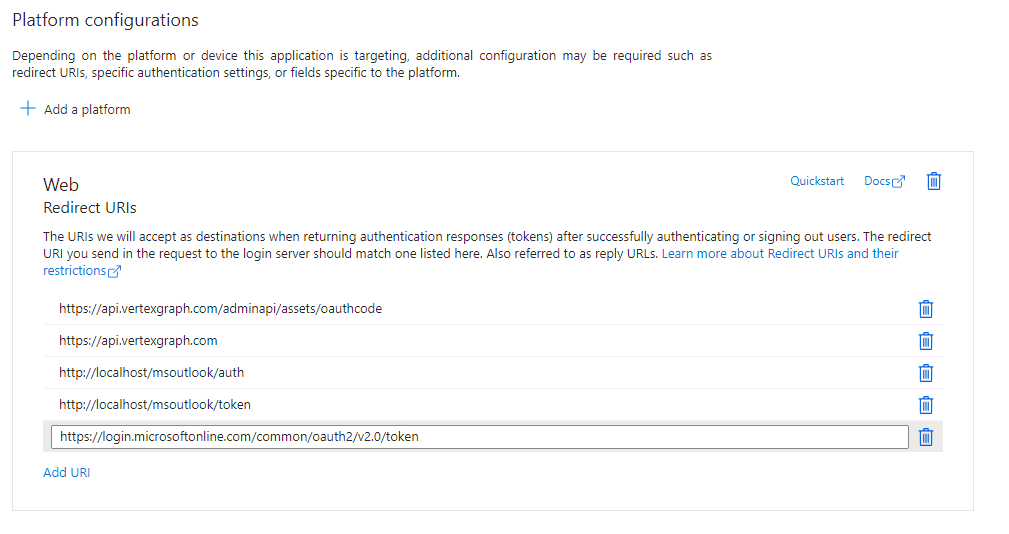 Platform configurations
Depending on the platform or device this application is targeting, additional configuration may be required such as
redirect URIs, specific authentication settings, or fields specific to the platform.
Add a platform
Web
Quickstart
Docs
Redirect URIs
The URIs we will accept as destinations when returning authentication responses (tokens) after successfully authenticating or signing out users. The redirect
URI you send in the request to the login server should match one listed here. Also referred to as reply URLs. Learn more about Redirect URIs and their
restrictions
https://api.vertexgraph.com/adminapi/assets/oauthcode
https://api.vertexgraph.com
http://localhost/msoutlook/auth
http://localhost/msoutlook/token
https://login.microsoftonline.com/common/oauth2/v2.0/token
Add URI